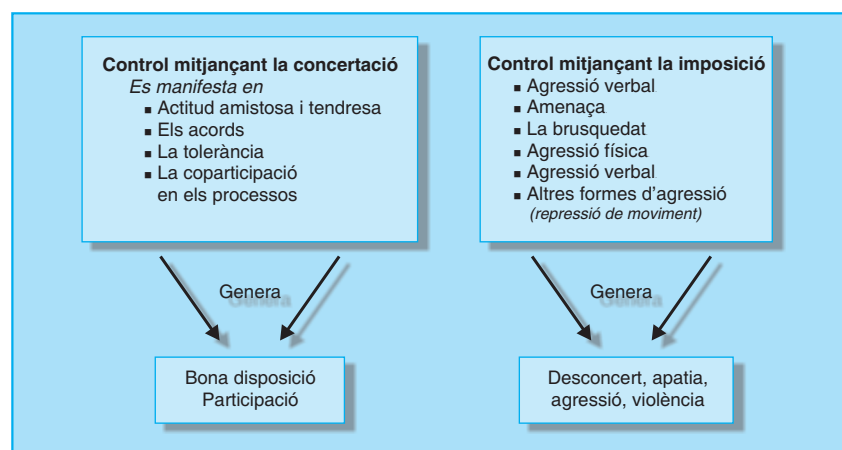 Control mitjançant la concertació
Es manifesta en
▪ Actitud amistosa i tendresa
▪ Els acords
▪ La tolerància
▪ La coparticipació
en els processos
Genera
Bona disposició
Participació
Control mitjançant la imposició
▪ Agressió verbal
▪ Amenaça
▪ La brusquedat
▪ Agressió física
▪ Agressió verbal
▪ Altres formes d'agressió
(repressió de moviment)
Genera
Desconcert, apatia,
agressió, violència